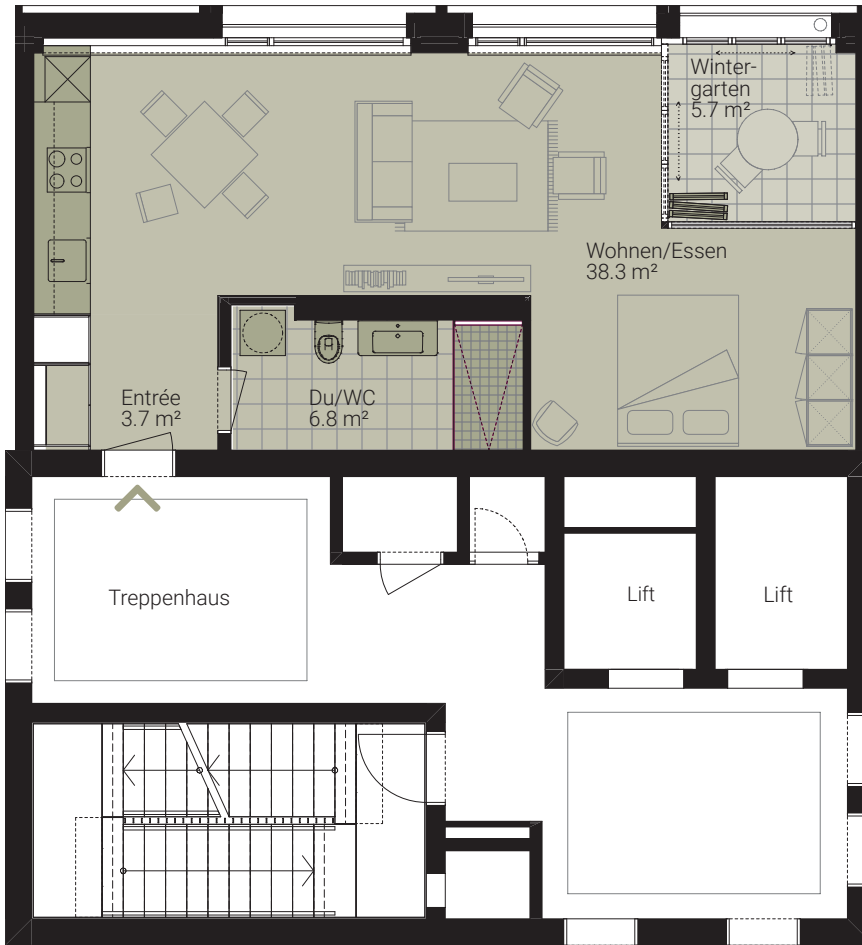 Winter-
garten
5.7 m²
Wohnen/Essen
38.3 m²
Entrée
3.7 m²
Du/WC
6.8 m²
Treppenhaus
Lift
Lift